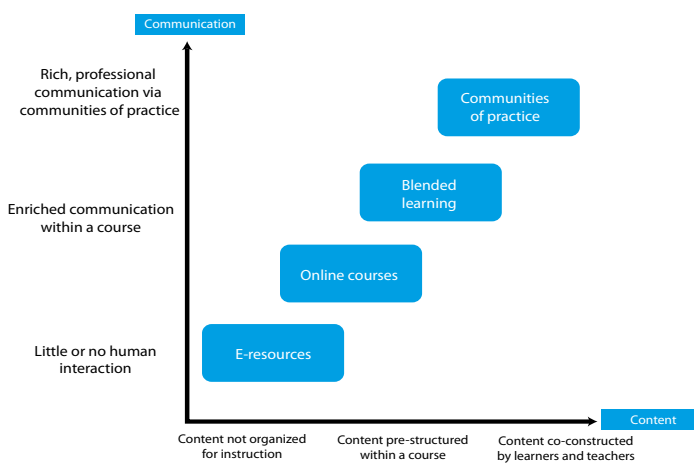 Communication
Rich, professional
communication via
communities of practice
Communities
of practice
Blended
learning
Enriched communication
within a course
Online courses
Little or no human
interaction
E-resources
Content
Content not organized
for instruction
Content pre-structured
within a course
Content co-constructed
by learners and teachers